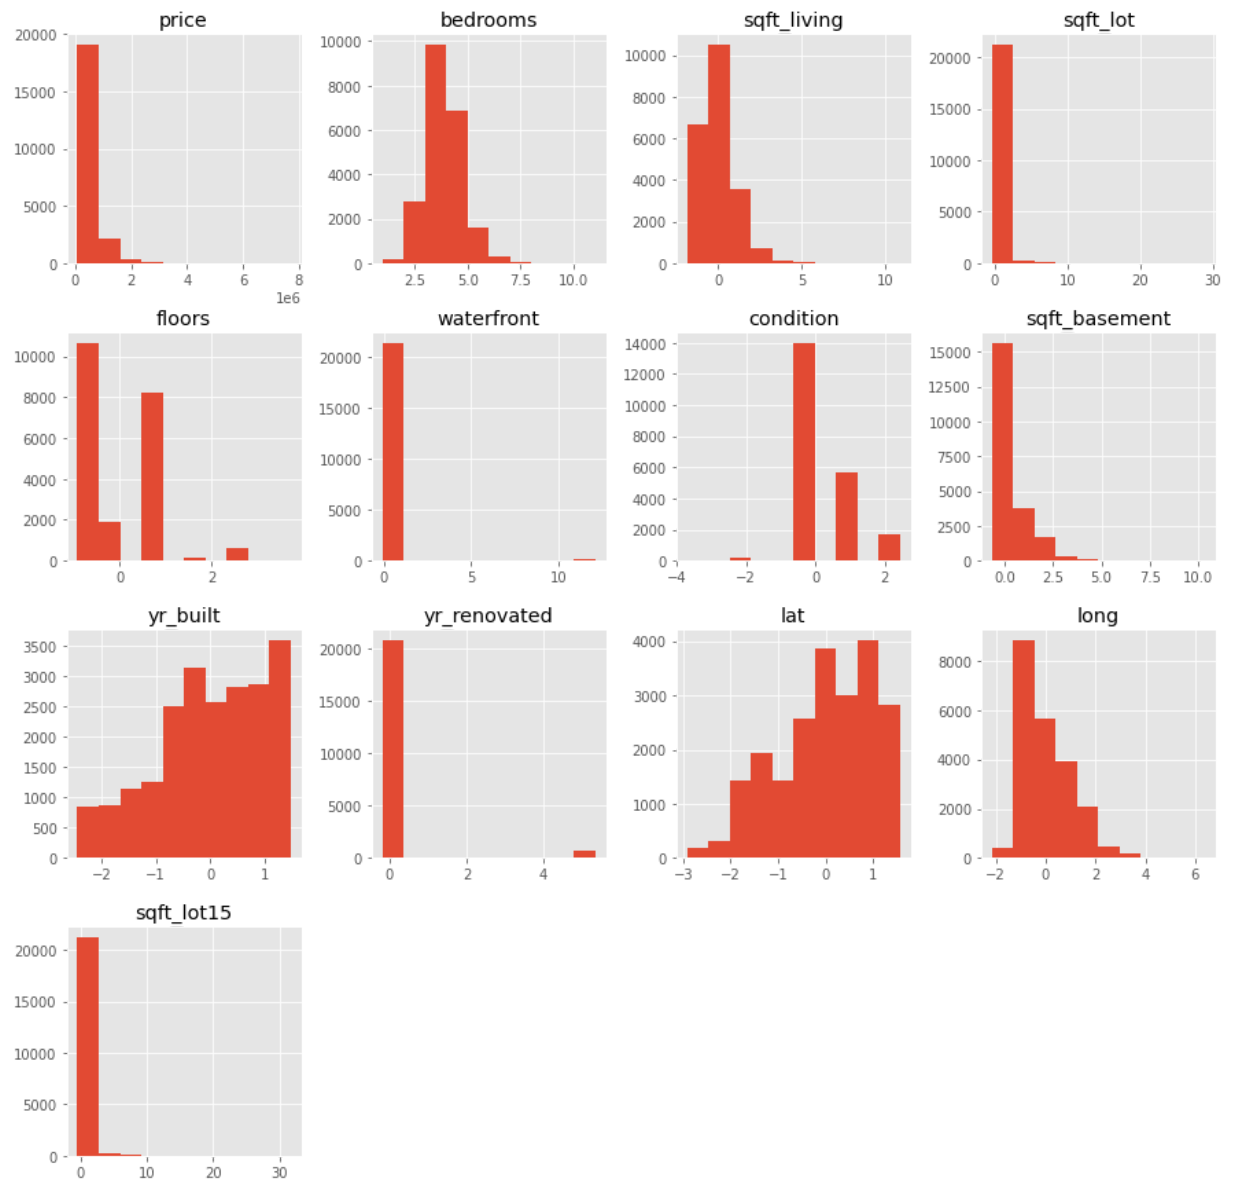 price bedrooms sqft_living sqft_lot
20000 15000 10000 5000 0
0 2 4 6 8
1e6
10000 8000 6000 4000 2000 0
2.5 5.0 7.5 10.0
10000 8000 6000 4000 2000 0
0 5 10
20000 15000 10000 5000 0
0 10 20 30
floors waterfront condition sqft_basement
10000 8000 6000 4000 2000 0
0 2
20000 15000 10000 5000 0
0 5 10
14000 12000 10000 8000 6000 4000 2000 0
−4 −2 0 2
15000 12500 10000 7500 5000 2500 0
0.0 2.5 5.0 7.5 10.0
yr_built yr_renovated lat long
3500 3000 2500 2000 1500 1000 500 0
−2 −1 0 1
20000 15000 10000 5000 0
0 2 4
4000 3000 2000 1000 0
−3 −2 −1 0 1
8000 6000 4000 2000 0
−2 0 2 4 6
sqft_lot15
20000 15000 10000 5000 0
0 10 20 30